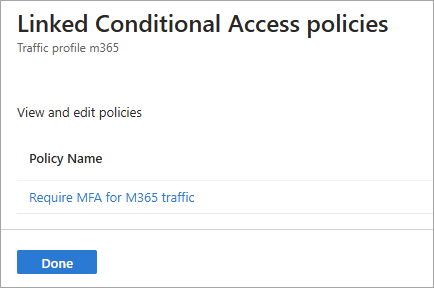 Linked Conditional Access policies
Traffic profile m365
View and edit policies
Policy Name
Require MFA for M365 traffic
Done